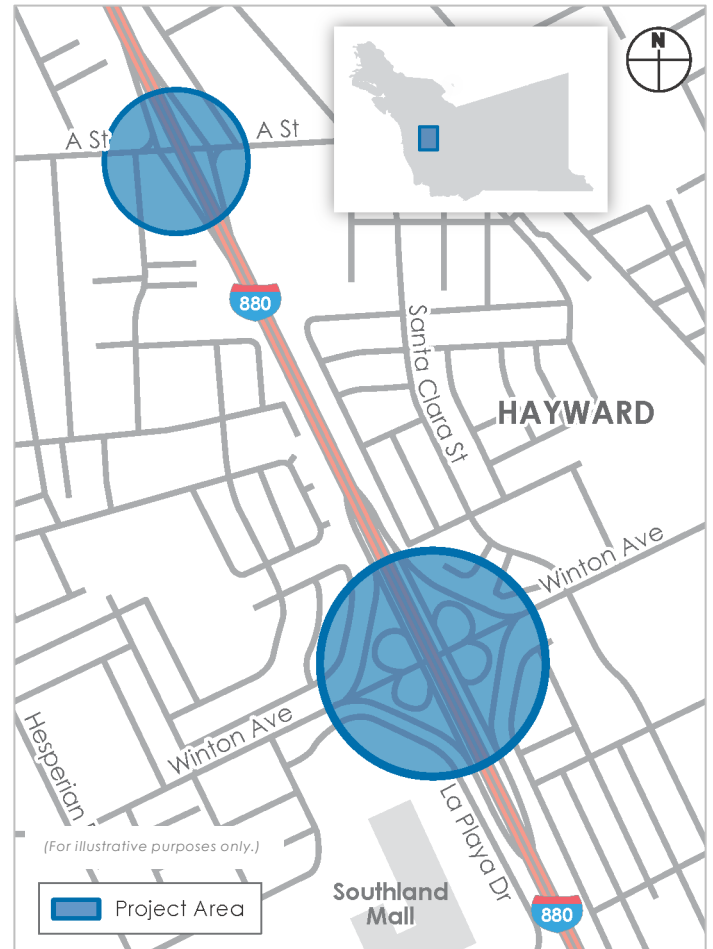 N
A St
A St
880
Santa Clara St
HAYWARD
Winton Ave
Winton Ave
Hesperian
La Playa Dr
(For illustrative purposes only.)
Project Area
Southland
Mall
880